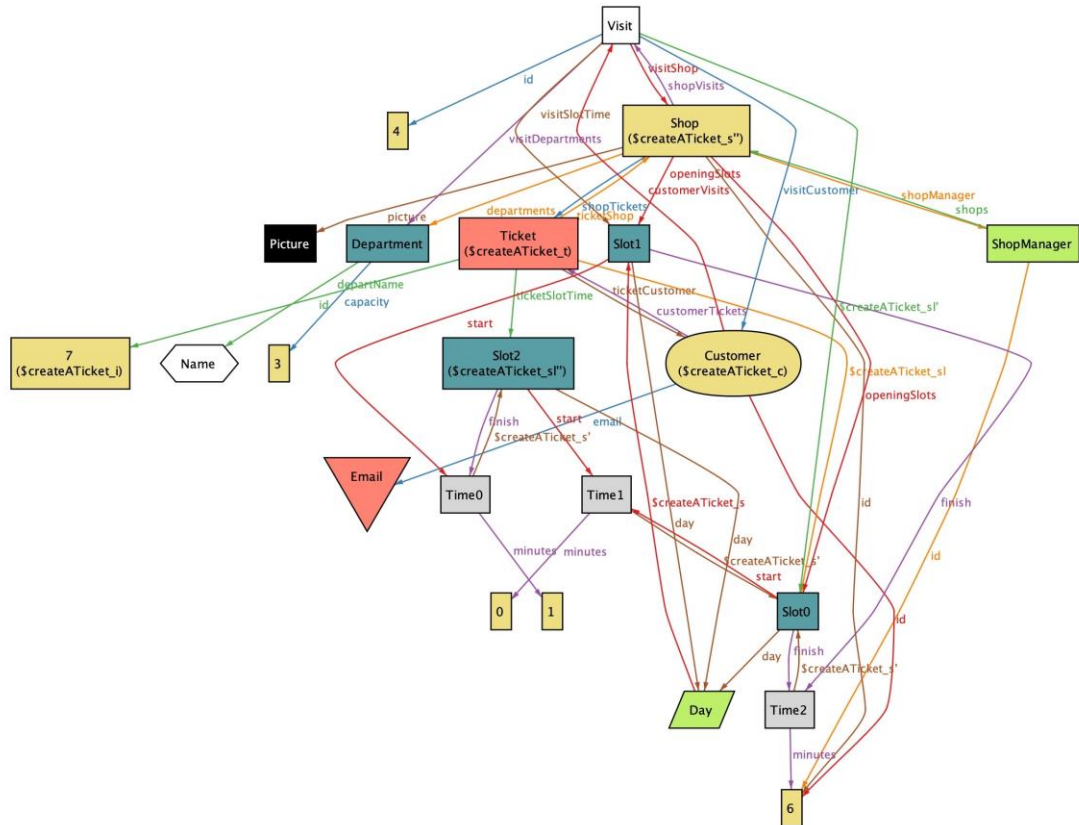 Visit
visitShop
id
shopVisits
Shop
($createATicket_s")
4
visitSlotTime
visitDepartments
openingSlots
visitCustomer
shopManager
customerVisits
shops
picture
departments
shopTickets
ticketShop
Picture
Department
Ticket
($createATicket_t)
Slot1
ShopManager
departName
id
capacity
ticketSlotTime
ticketCustomer
customerTickets
$createATicket_sl'
start
7
($createATicket_i)
Name
3
Slot2
($createATicket_sl")
Customer
($createATicket_c)
$createATicket_sl
openingSlots
finish
start
email
$createATicket_s'
Email
Time0
Time1
$createATicket_s
id
finish
day
day
minutes
minutes
$createATicket_s'
start
id
0
1
Slot0
id
day
finish
$createATicket_s'
Day
Time2
minutes
6